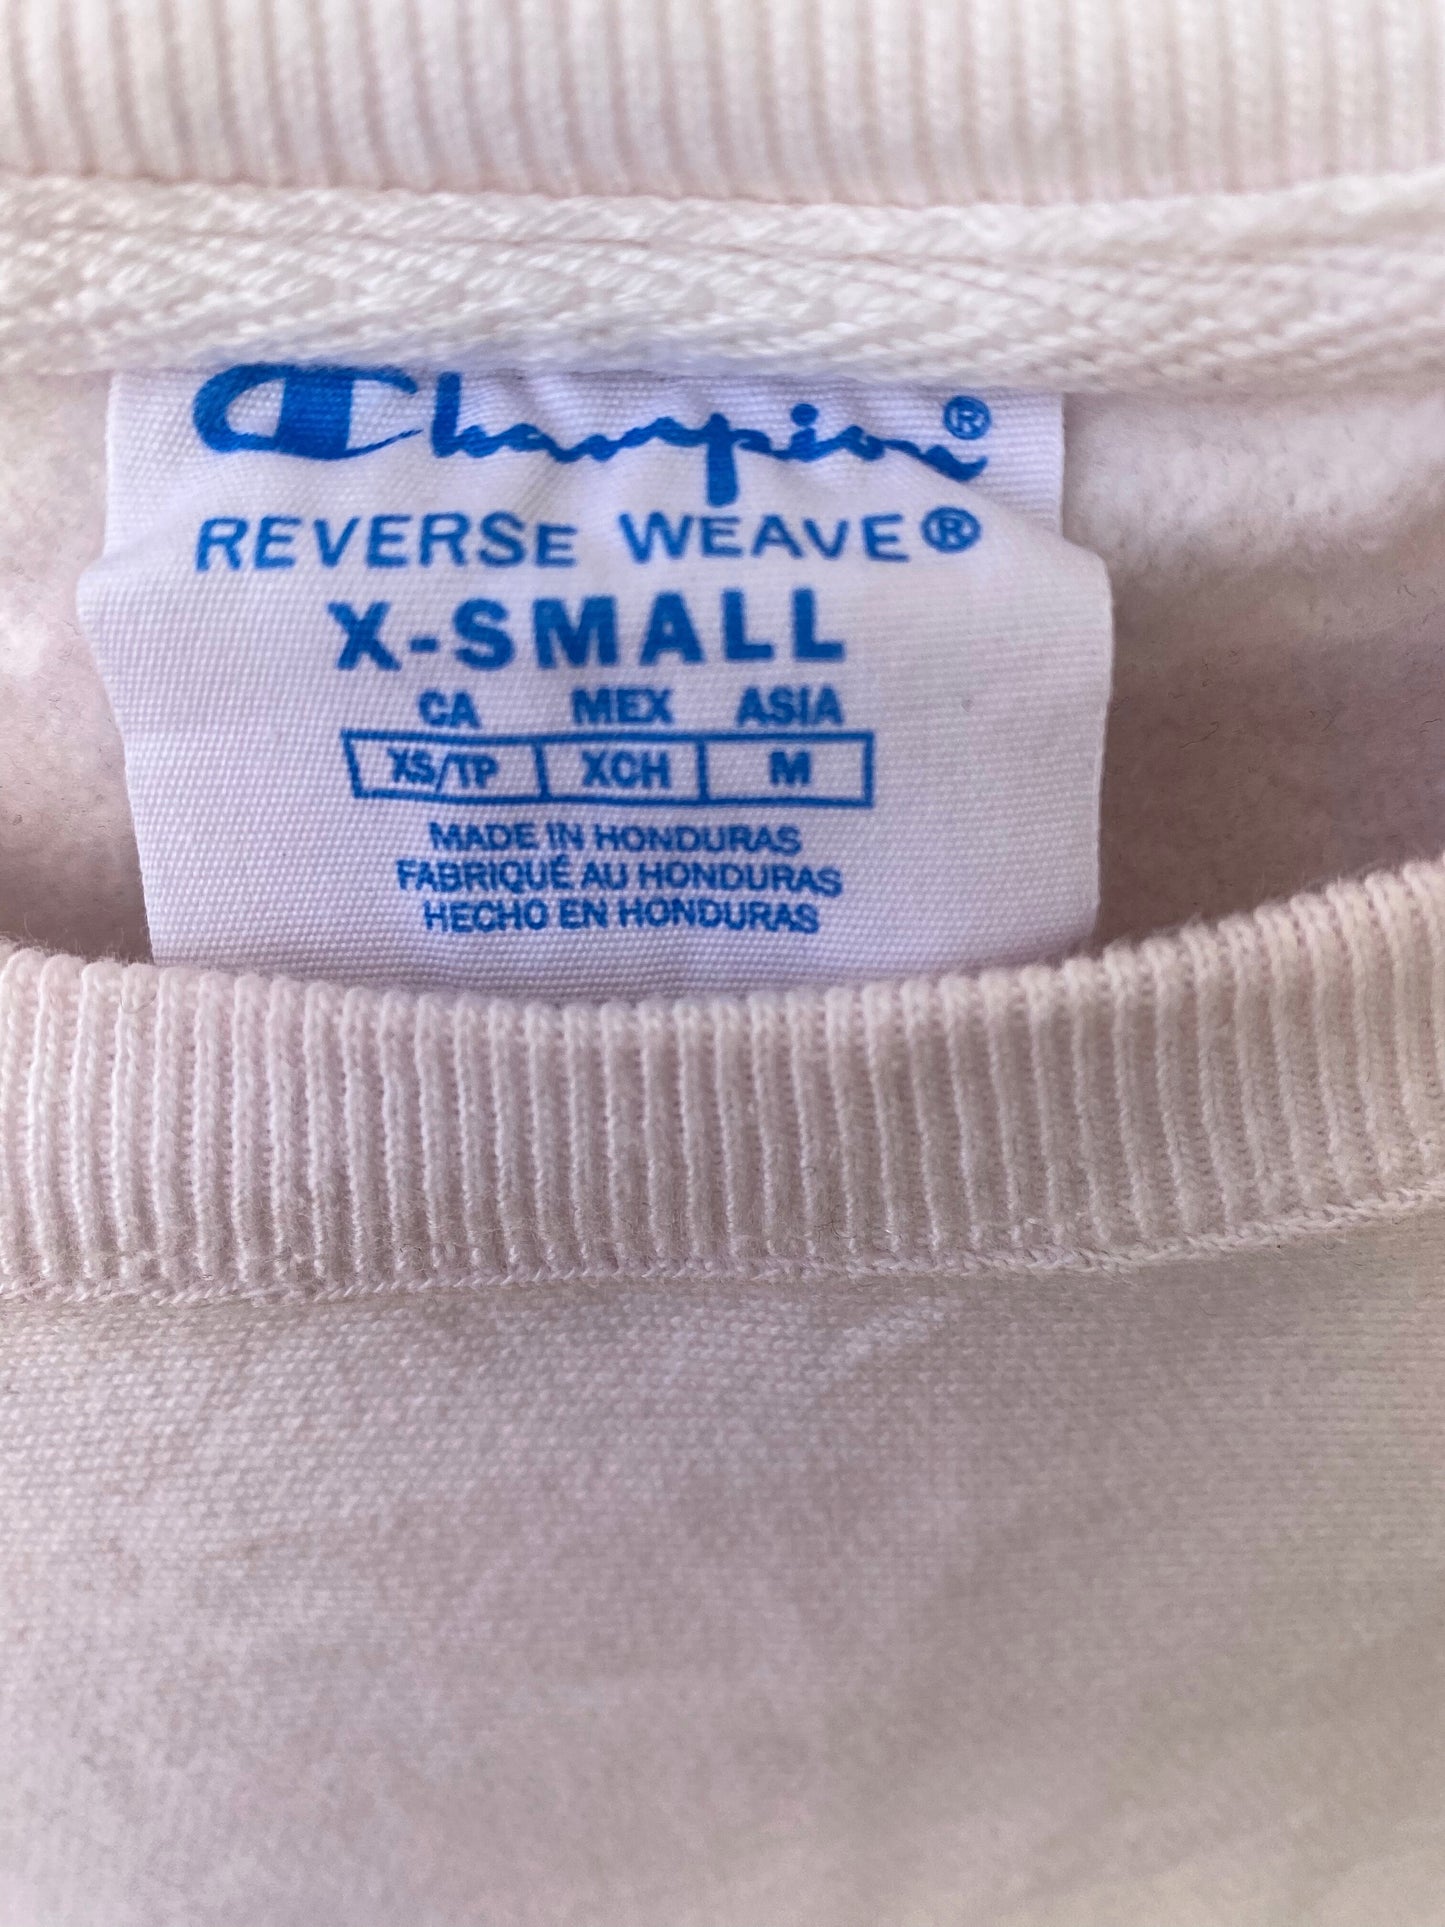 Champion®
REVERSE WEAVE®
X-SMALL
CA MEX ASIA
XS/TP XCH M
MADE IN HONDURAS
FABRIQUÉ AU HONDURAS
HECHO EN HONDURAS